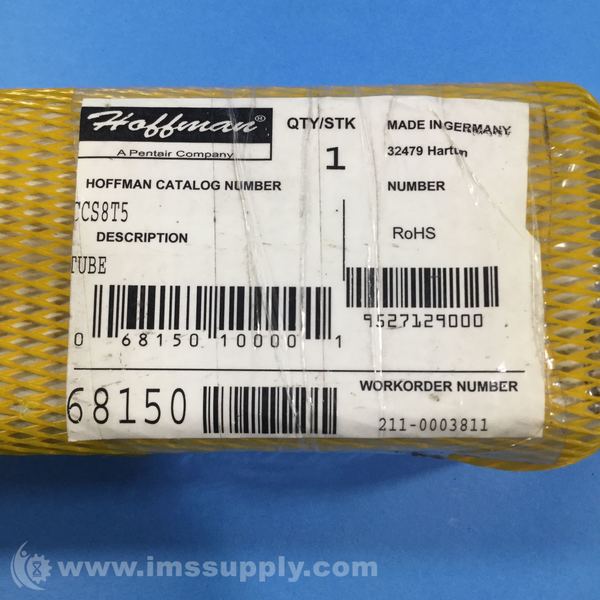 Hoffman®
A Pentair Company
QTY/STK
1
MADE IN GERMANY
32479 Hartum
HOFFMAN CATALOG NUMBER
CCS8T5
NUMBER
DESCRIPTION
TUBE
RoHS
0 68150 10000 1
9527129000
68150
WORKORDER NUMBER
211-0003811
www.imssupply.com